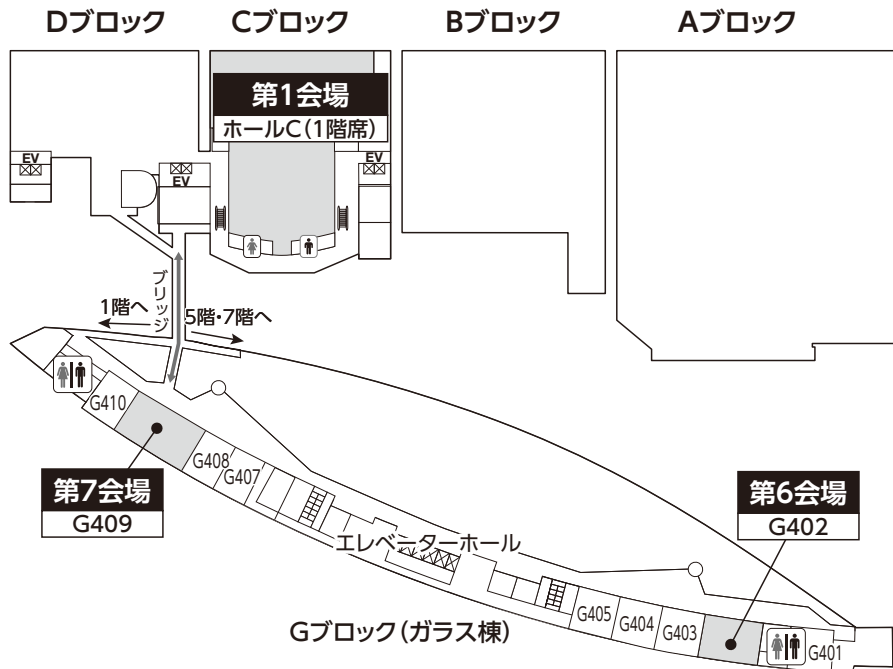 Dブロック
Cブロック
Bブロック
Aブロック
第1会場
ホールC(1階席)
EV
EV
EV
ブリッジ
1階へ
5階・7階へ
G410
G408
G407
第7会場
G409
第6会場
G402
エレベーターホール
G405
G404
G403
G401
Gブロック(ガラス棟)